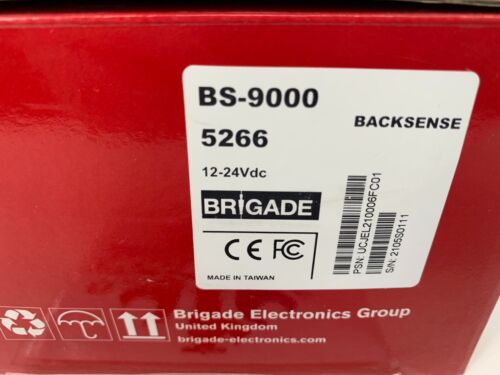 BS-9000
5266
BACKSENSE
12-24Vdc
BRIGADE
CE FC
MADE IN TAIWAN
PSN: UCJEL210006FC01
S/N: 2105S0111
Brigade Electronics Group
United Kingdom
brigade-electronics.com